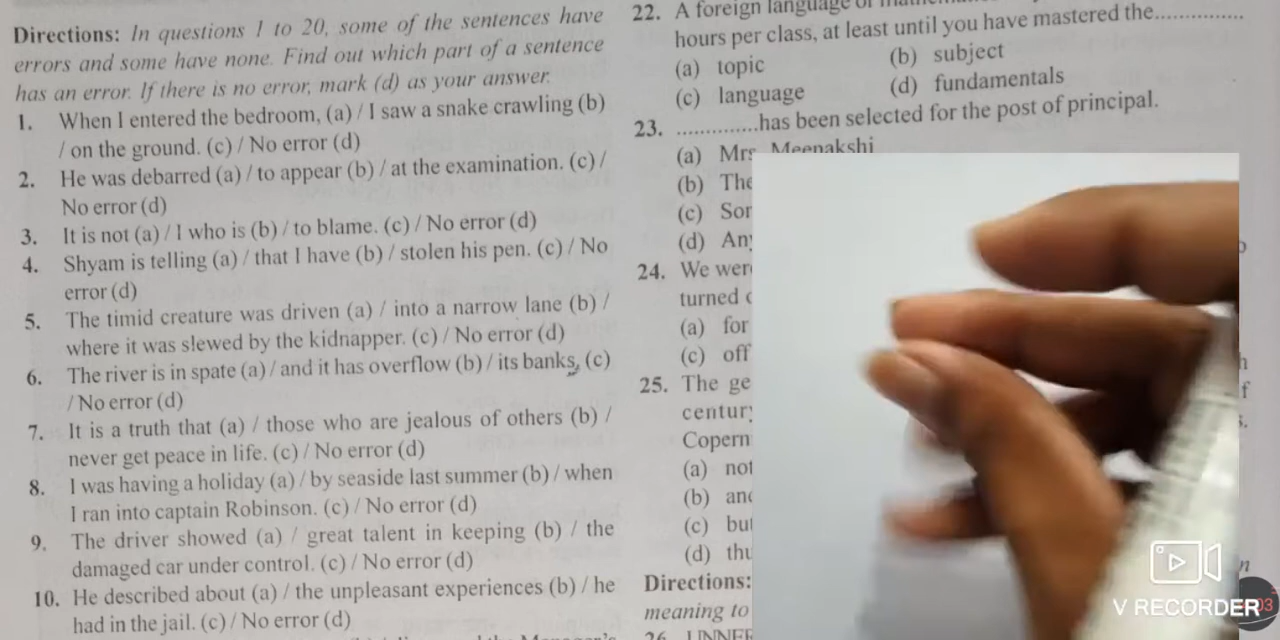 Directions: In questions 1 to 20, some of the sentences have
errors and some have none. Find out which part of a sentence
has an error. If there is no error, mark (d) as your answer.
1. When I entered the bedroom, (a) / I saw a snake crawling (b)
/ on the ground. (c) / No error (d)
2. He was debarred (a) / to appear (b) / at the examination. (c) /
No error (d)
3. It is not (a) / I who is (b) / to blame. (c) / No error (d)
4. Shyam is telling (a) / that I have (b) / stolen his pen. (c) / No
error (d)
5. The timid creature was driven (a) / into a narrow lane (b) /
where it was slewed by the kidnapper. (c) / No error (d)
6. The river is in spate (a) / and it has overflow (b) / its banks, (c)
/ No error (d)
7. It is a truth that (a) / those who are jealous of others (b) /
never get peace in life. (c) / No error (d)
8. I was having a holiday (a) / by seaside last summer (b) / when
I ran into captain Robinson. (c) / No error (d)
9. The driver showed (a) / great talent in keeping (b) / the
damaged car under control. (c) / No error (d)
10. He described about (a) / the unpleasant experiences (b) / he
had in the jail. (c) / No error (d)
22. A foreign language or
hours per class, at least until you have mastered the...............
(a) topic (b) subject
(c) language (d) fundamentals
23. ..............has been selected for the post of principal.
(a) Mrs Meenakshi
(b)
(c)
(d)
24. We
turned
(a) for
(c) off
25. The
(a)
(b)
(c)
(d)
Directions:
meaning to
26.
V RECORDER